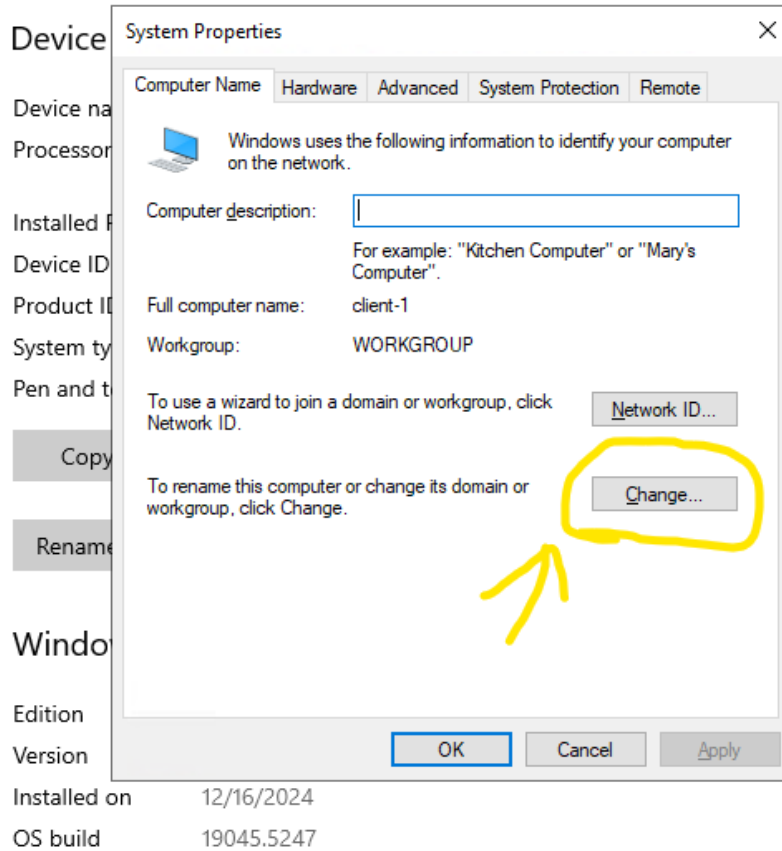 Device
System Properties
Computer Name
Hardware
Advanced
System Protection
Remote
Device na
Processor
Windows uses the following information to identify your computer
on the network.
Installed
Computer description:
For example: "Kitchen Computer" or "Mary's
Computer".
Device ID
Product ID
Full computer name:
client-1
System ty
Workgroup:
WORKGROUP
Pen and t
To use a wizard to join a domain or workgroup, click
Network ID.
Network ID...
Copy
To rename this computer or change its domain or
workgroup, click Change.
Change...
Rename
Windo
Edition
Version
OK
Cancel
Apply
Installed on
12/16/2024
OS build
19045.5247